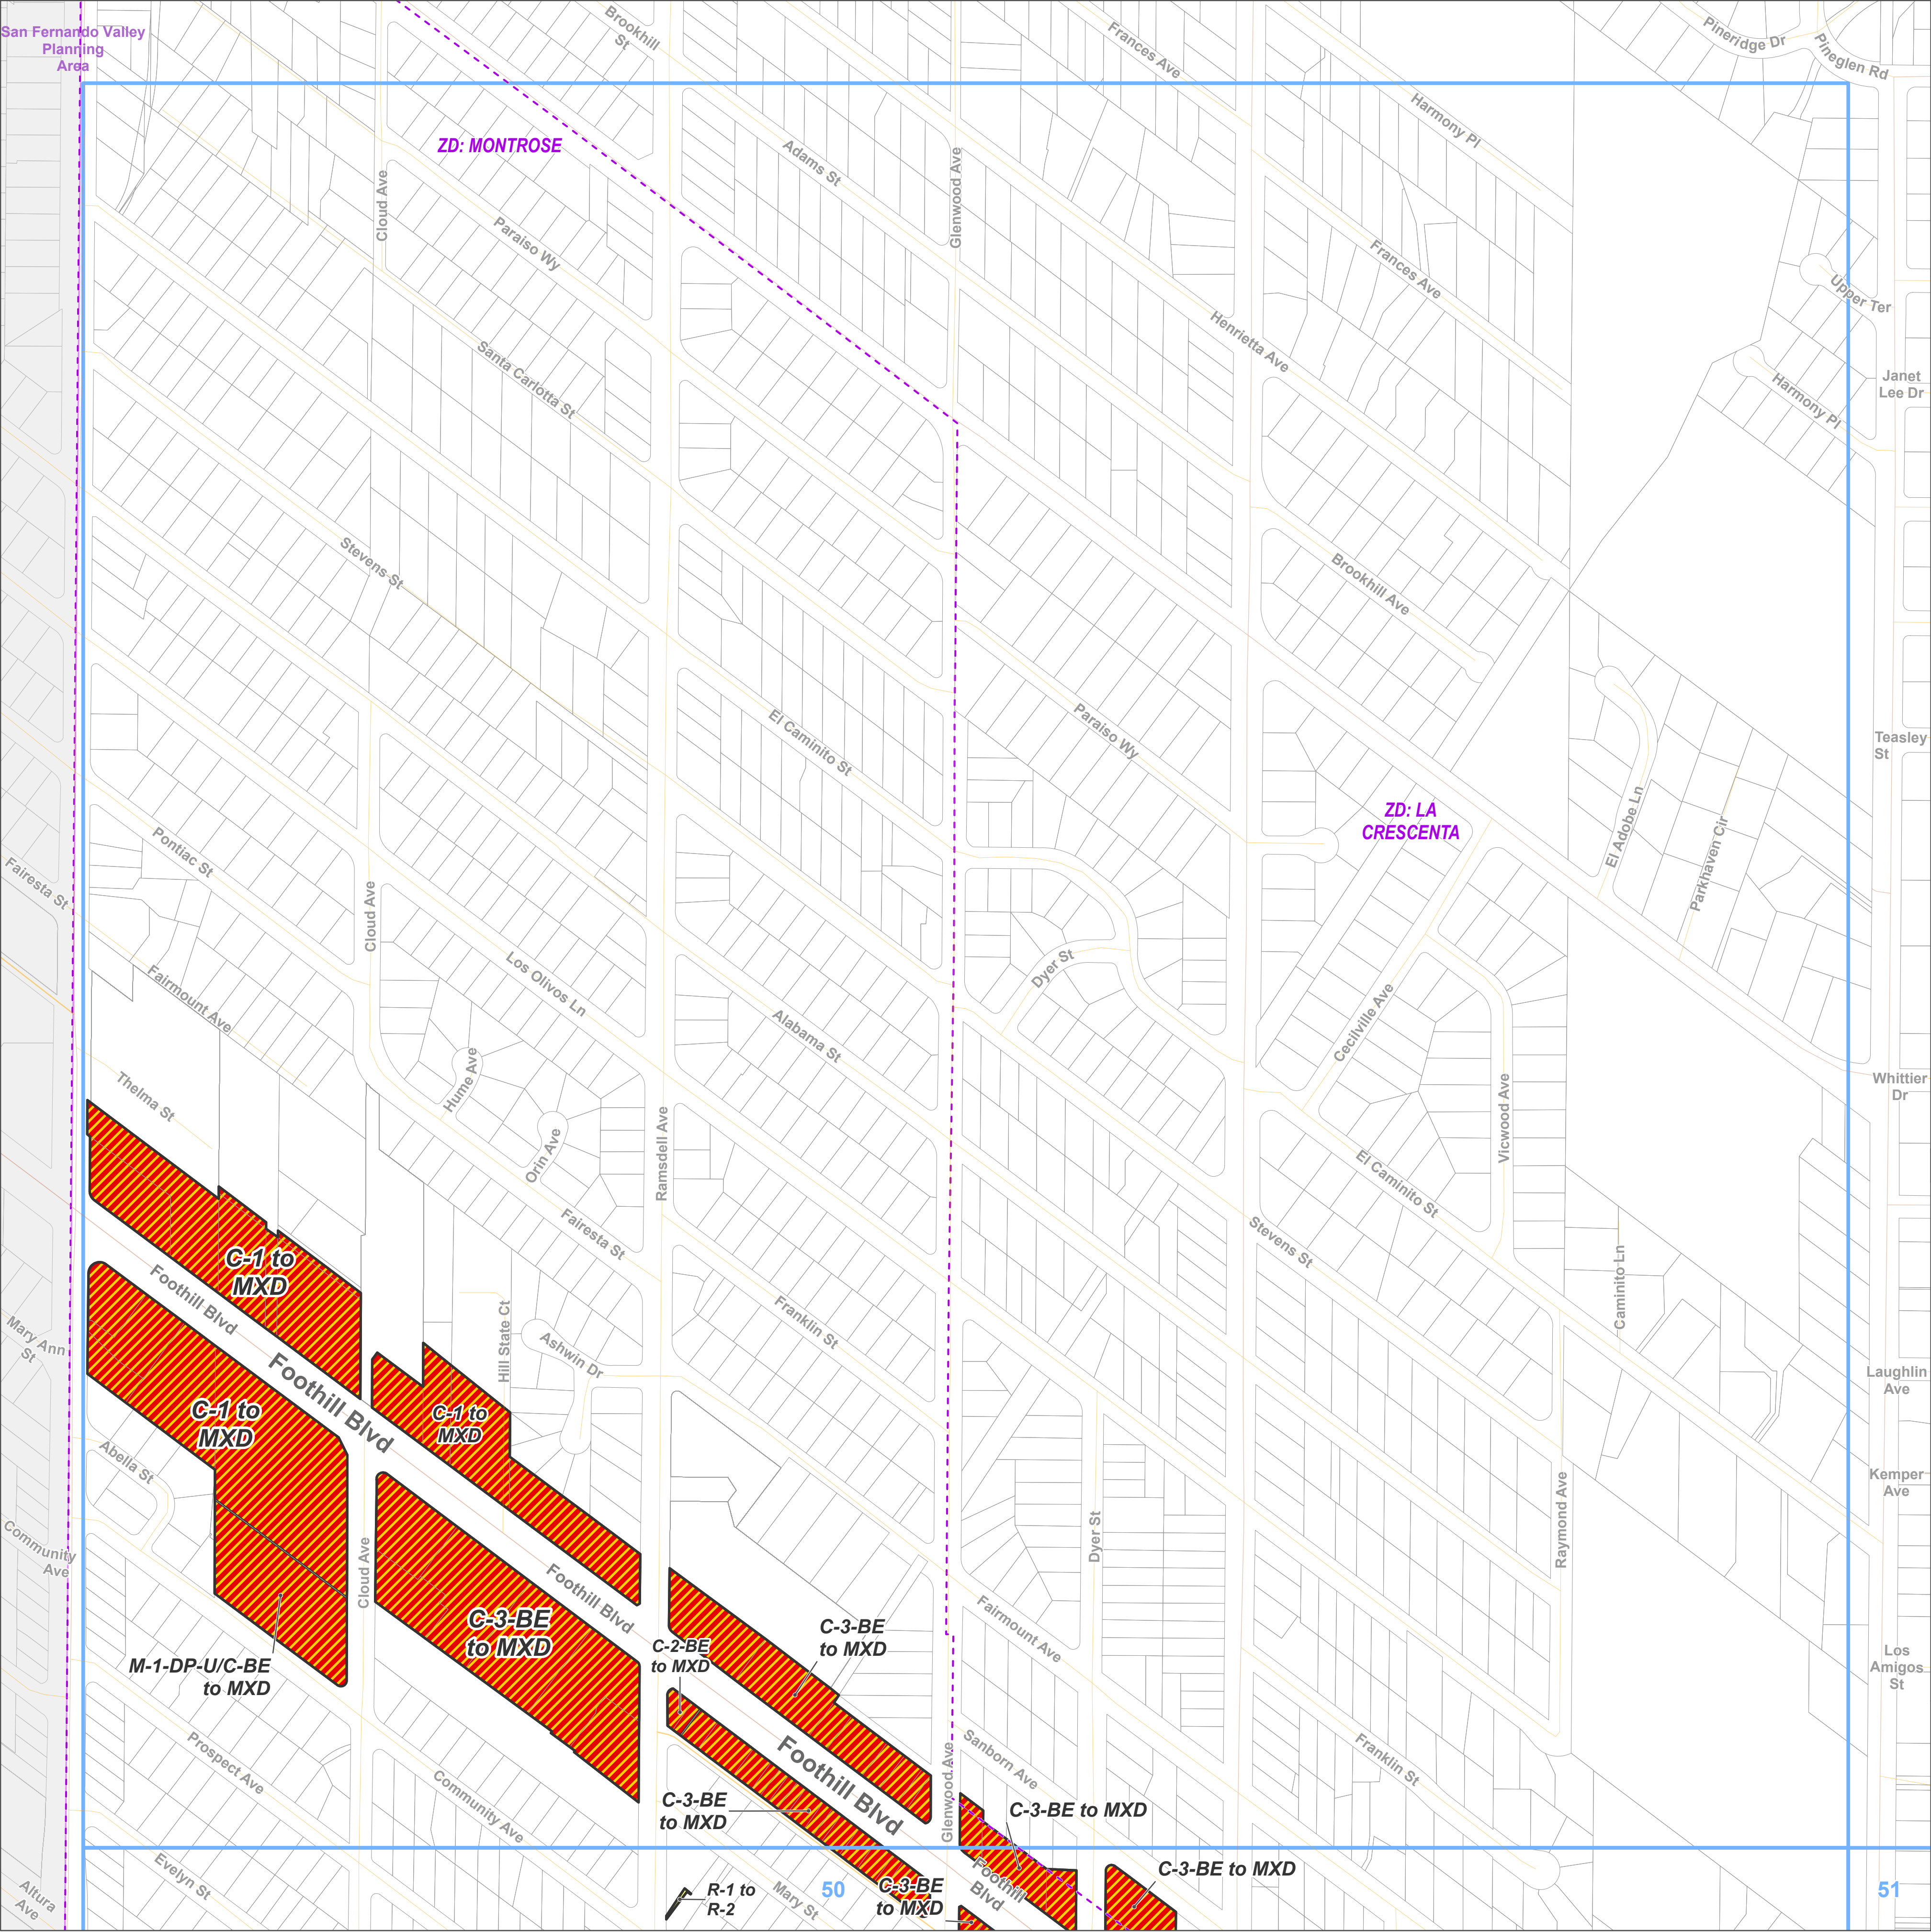 San Fernando Valley
Planning
Area
Brookhill
St
Frances Ave
Pineridge Dr
Pineglen Rd
ZD: MONTROSE
Cloud Ave
Adams St
Glenwood Ave
Harmony Pl
Paraiso Wy
Frances Ave
Upper Ter
Henrietta Ave
Santa Carlotta St
Harmony Pl
Janet
Lee Dr
Stevens St
Brookhill Ave
El Caminito St
Paraiso Wy
Teasley
St
ZD: LA
CRESCENTA
El Adobe Ln
Parkhaven Cir
Pontiac St
Fairesta St
Cloud Ave
Fairmount Ave
Los Olivos Ln
Dyer St
Alabama St
Cecilville Ave
Hume Ave
Thelma St
Orin Ave
Ramsdell Ave
Vicwood Ave
Whittier
Dr
El Caminito St
Fairesta St
Stevens St
C-1 to
MXD
Foothill Blvd
Caminito Ln
Mary Ann
St
Hill State Ct
Ashwin Dr
Franklin St
Foothill Blvd
Laughlin
Ave
C-1 to
MXD
C-1 to
MXD
Abella St
Kemper
Ave
Community
Ave
Cloud Ave
Dyer St
Raymond Ave
Foothill Blvd
C-3-BE
to MXD
C-2-BE
to MXD
C-3-BE
to MXD
Fairmount Ave
M-1-DP-U/C-BE
to MXD
Los
Amigos
St
Prospect Ave
Community Ave
Foothill Blvd
Glenwood Ave
Sanborn Ave
Franklin St
C-3-BE
to MXD
C-3-BE to MXD
C-3-BE to MXD
Evelyn St
Altura
Ave
R-1 to
R-2
Mary St
50
C-3-BE
to MXD
Foothill
Blvd
51